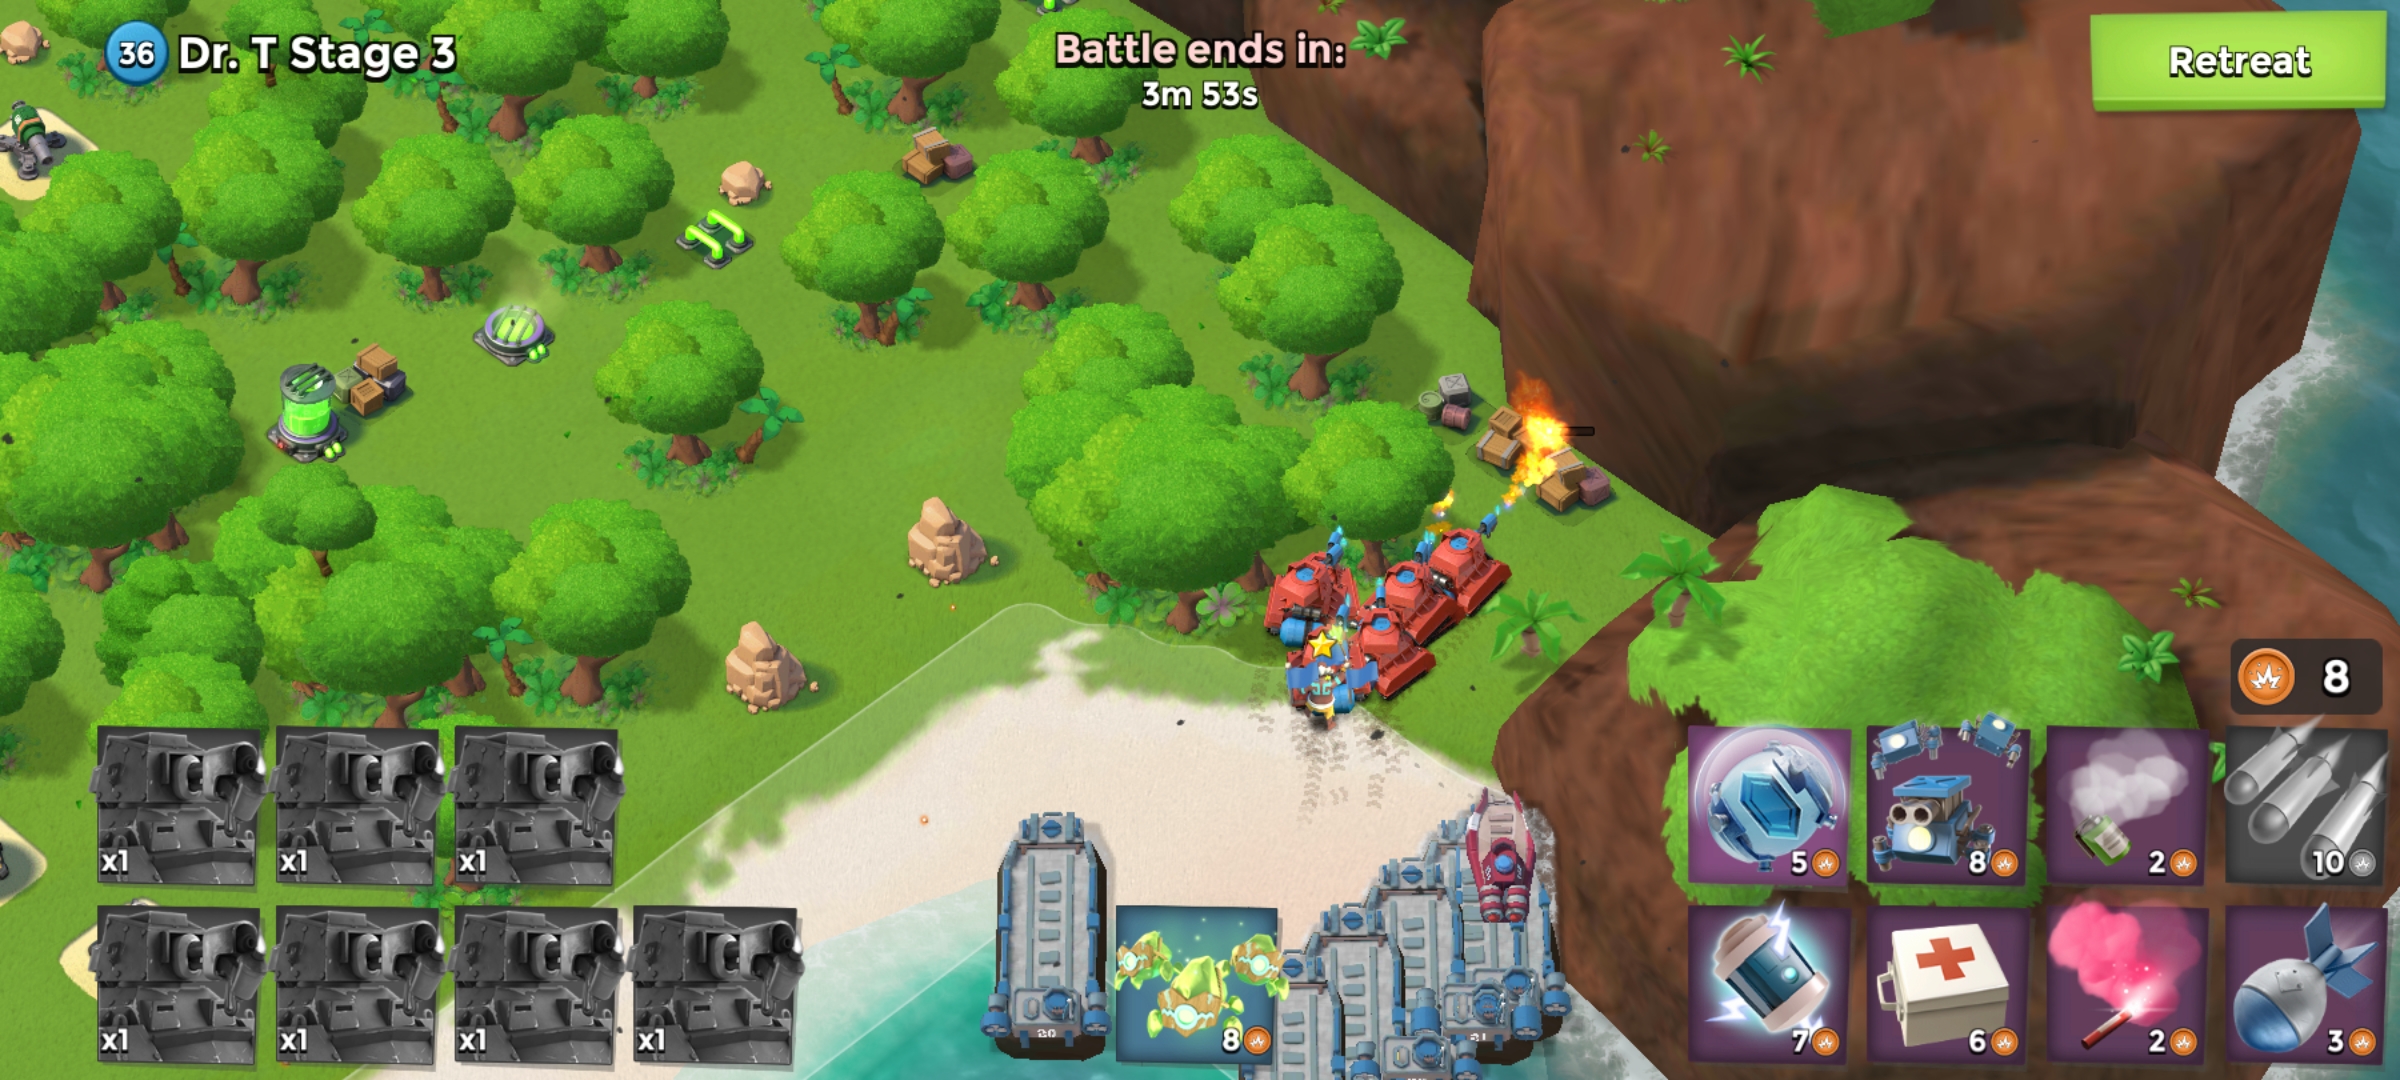 36 Dr. T Stage 3
Battle ends in:
3m 53s
Retreat
8
x1 x1 x1
5 8 2 10
x1 x1 x1 x1
8
7 6 2 3
20